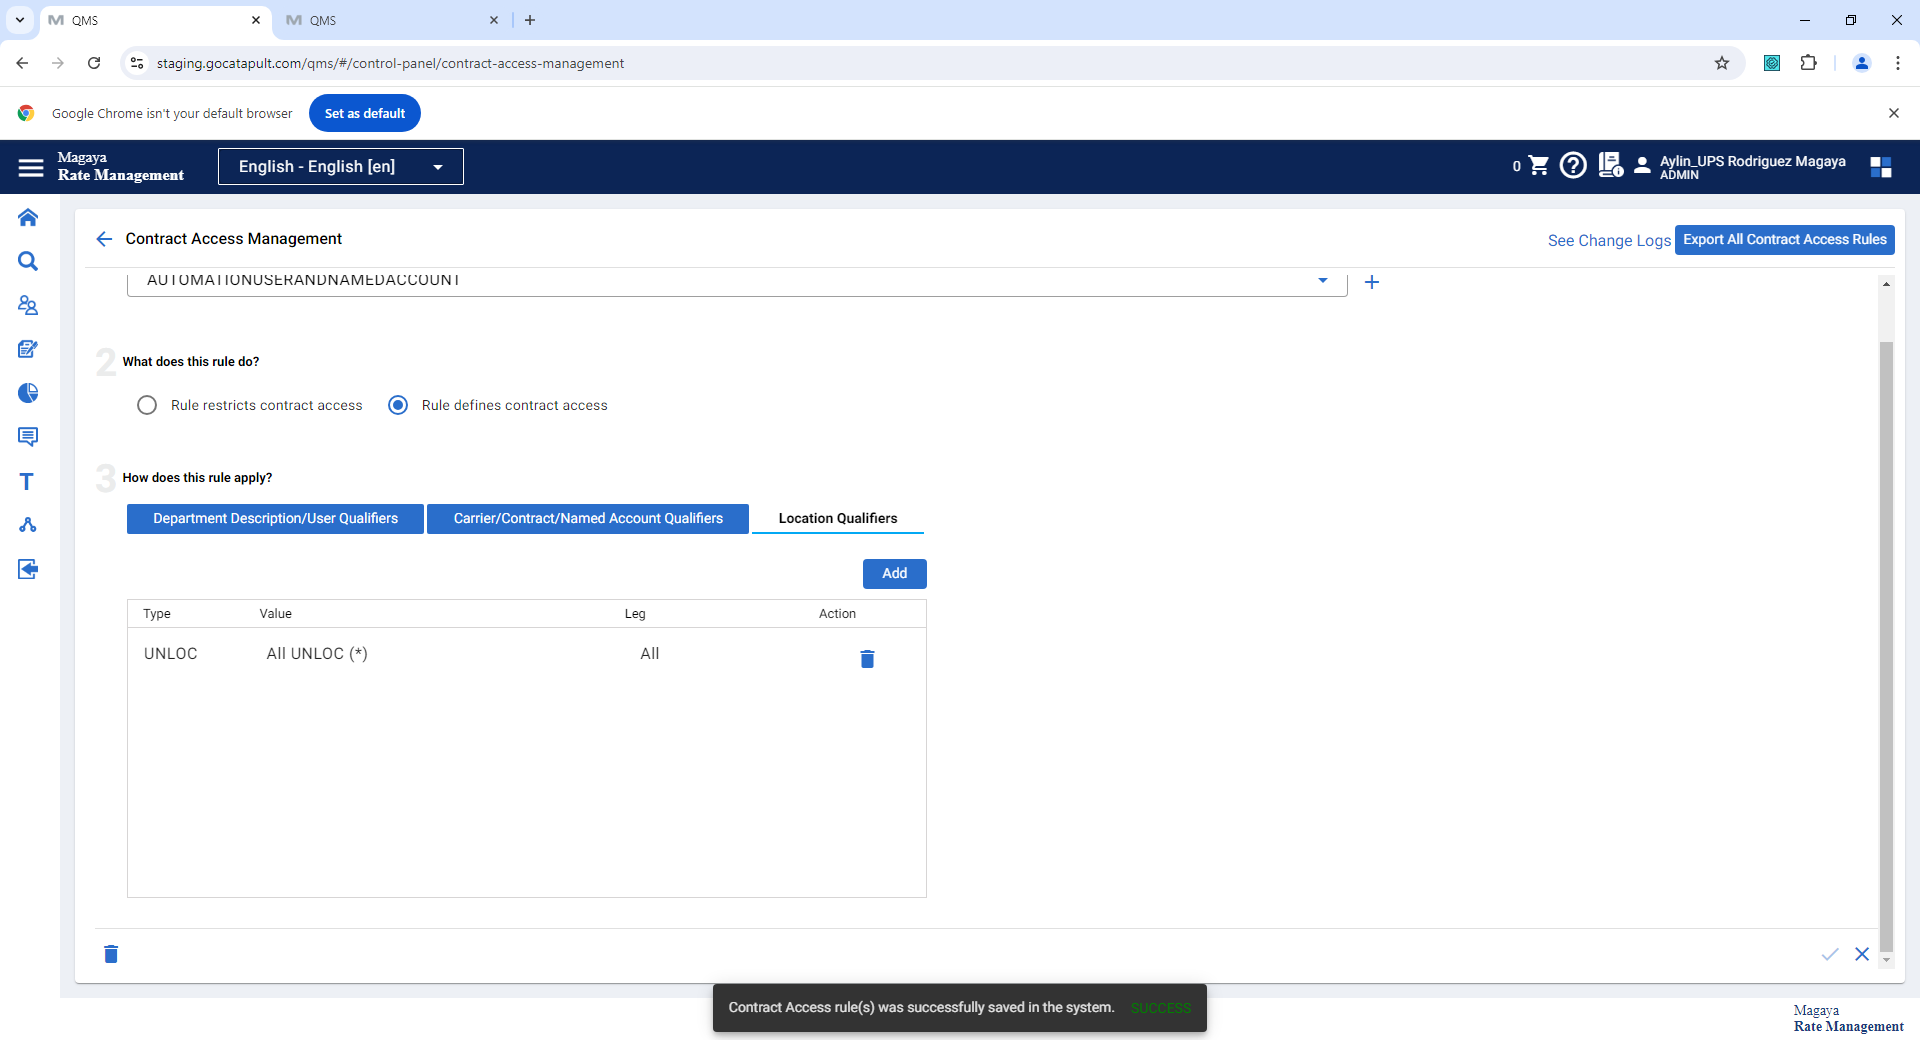 QMS
QMS
staging.gocatapult.com/qms/#/control-panel/contract-access-management
Google Chrome isn't your default browser
Set as default
Magaya
Rate Management
English - English [en]
0
Aylin_UPS Rodriguez Magaya
ADMIN
Contract Access Management
See Change Logs
Export All Contract Access Rules
AUTOMATIONUSERANDNAMEDACCOUNT
2 What does this rule do?
Rule restricts contract access
Rule defines contract access
3 How does this rule apply?
Department Description/User Qualifiers
Carrier/Contract/Named Account Qualifiers
Location Qualifiers
Add
Type Value Leg Action
UNLOC All UNLOC (*) All
Contract Access rule(s) was successfully saved in the system. SUCCESS
Magaya
Rate Management